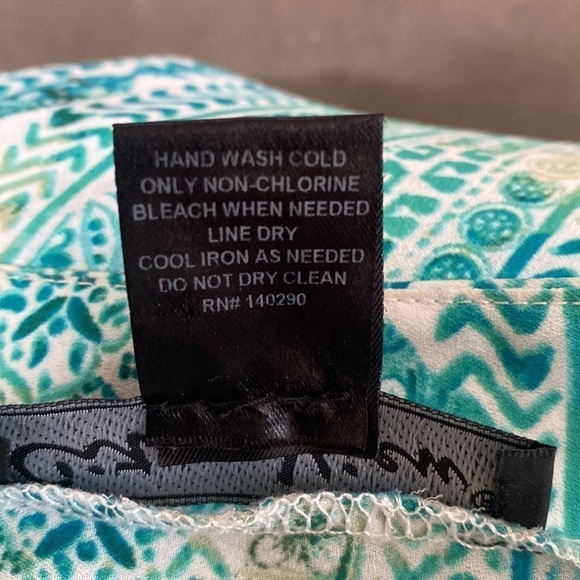 HAND WASH COLD
ONLY NON-CHLORINE
BLEACH WHEN NEEDED
LINE DRY
COOL IRON AS NEEDED
DO NOT DRY CLEAN
RN# 140290